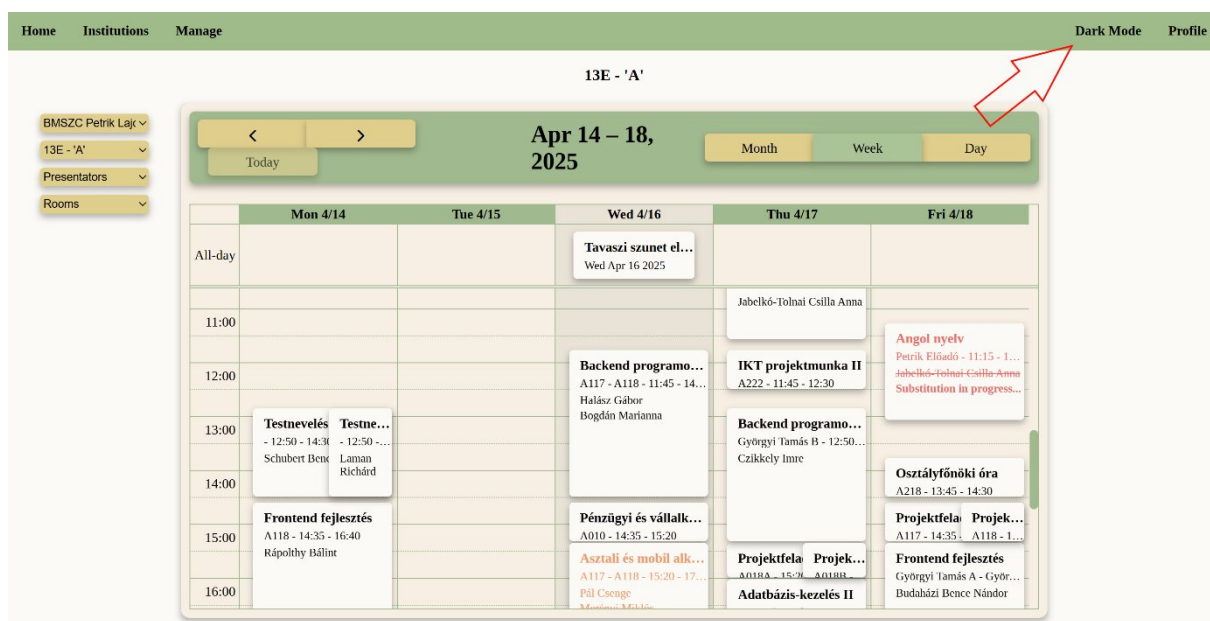 Home Institutions Manage Dark Mode Profile
13E - 'A'
BMSZC Petrik Lajc
13E - 'A'
Presentators
Rooms
Today
Apr 14 – 18,
2025
Month Week Day
Mon 4/14 Tue 4/15 Wed 4/16 Thu 4/17 Fri 4/18
All-day
Tavaszi szunet el...
Wed Apr 16 2025
11:00
12:00
13:00
14:00
15:00
16:00
Testnevelés
- 12:50 - 14:30
Schubert Benc
Testne...
- 12:50 -...
Laman
Richárd
Frontend fejlesztés
A118 - 14:35 - 16:40
Rápolthy Bálint
Backend programo...
A117 - A118 - 11:45 - 14...
Halász Gábor
Bogdán Marianna
Pénzügyi és vállalk...
A010 - 14:35 - 15:20
Asztali és mobil alk...
A117 - A118 - 15:20 - 17...
Pál Csenge
Jabelkó-Tolnai Csilla Anna
IKT projektmunka II
A222 - 11:45 - 12:30
Backend programo...
Györgyi Tamás B - 12:50...
Czikkely Imre
Projektfela
A018A - 15:2
Projek...
A018B -
Adatbázis-kezelés II
Angol nyelv
Petrik Előadó - 11:15 - 1...
Jabelkó-Tolnai Csilla Anna
Substitution in progress...
Osztályfőnöki óra
A218 - 13:45 - 14:30
Projektfela
A117 - 14:35 -
Projek...
A118 - 1...
Frontend fejlesztés
Györgyi Tamás A - Györ...
Budaházi Bence Nándor